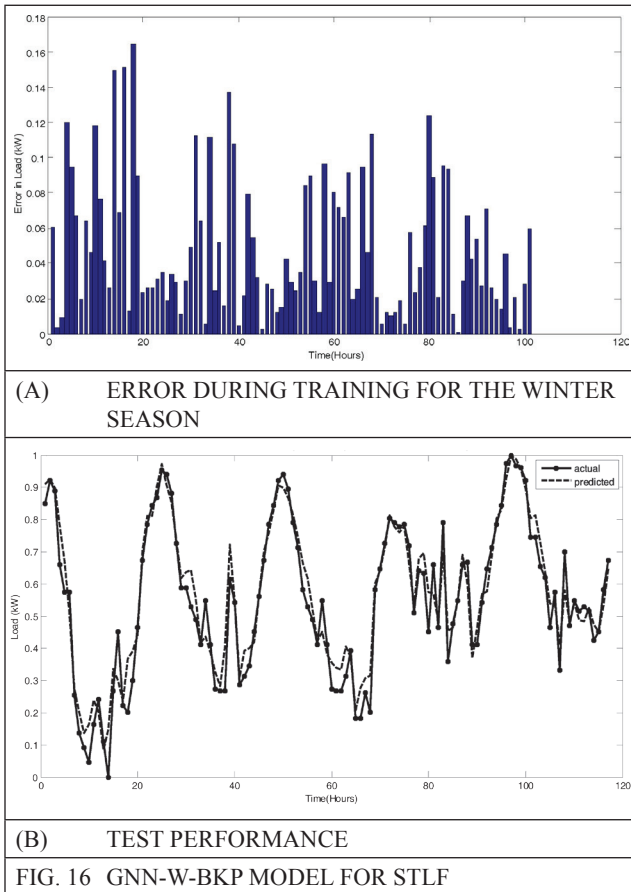 0.18
0.16
0.14
0.12
0.1
0.08
0.06
0.04
0.02
0
Error in Load (kW)
0 20 40 60 80 100 120
Time(Hours)
(A) ERROR DURING TRAINING FOR THE WINTER
SEASON
1
0.9
0.8
0.7
0.6
0.5
0.4
0.3
0.2
0.1
0
Load (kW)
actual
predicted
0 20 40 60 80 100 120
Time(Hours)
(B) TEST PERFORMANCE
FIG. 16 GNN-W-BKP MODEL FOR STLF